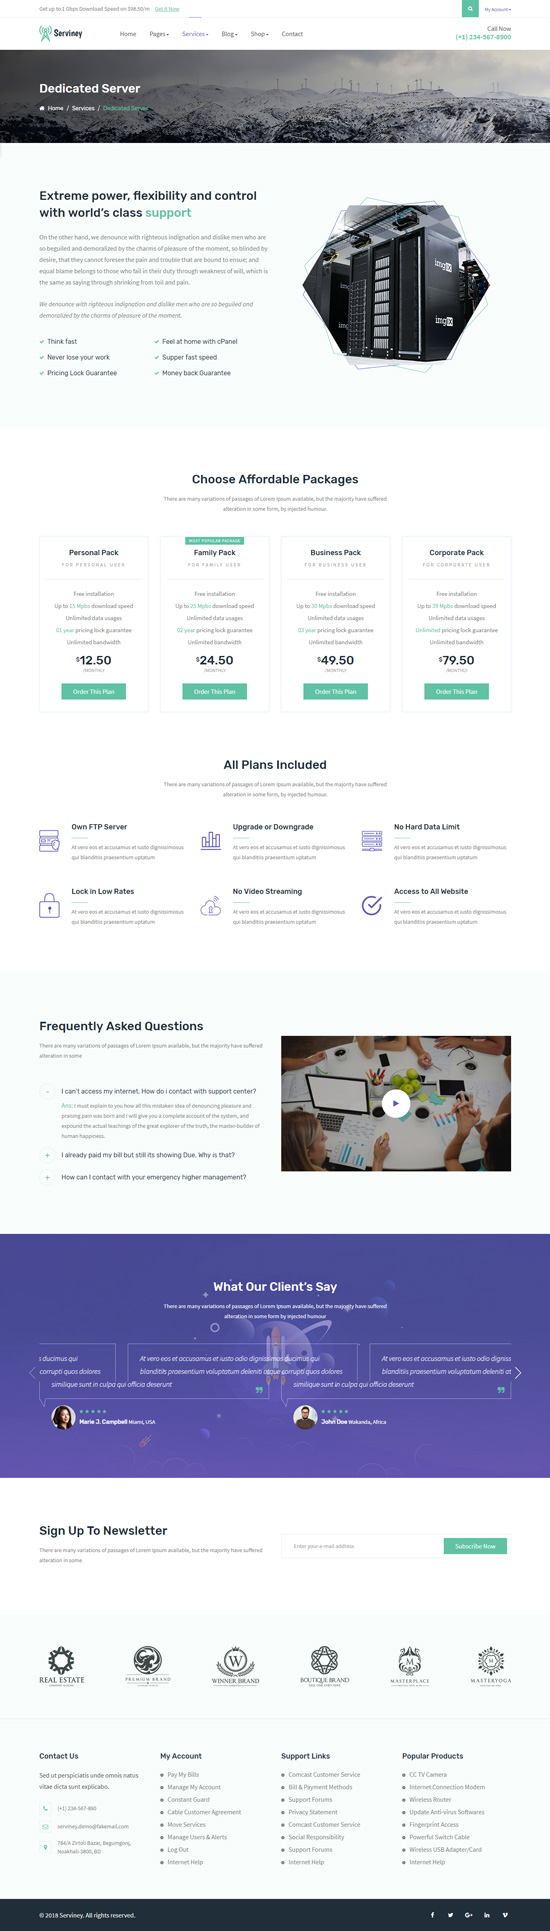 Get up to 1 Gbps Download Speed on $98.50/m Get It Now
My Account
Serviney
Home Pages Services Blog Shop Contact
Call Now
(+1) 234-567-8900
Dedicated Server
Home / Services / Dedicated Server
Extreme power, flexibility and control
with world's class support
On the other hand, we denounce with righteous indignation and dislike men who are
so beguiled and demoralized by the charms of pleasure of the moment, so blinded by
desire, that they cannot foresee the pain and trouble that are bound to ensue; and
equal blame belongs to those who fail in their duty through weakness of will, which is
the same as saying through shrinking from toil and pain.
We denounce with righteous indignation and dislike men who are so beguiled and
demoralized by the charms of pleasure of the moment.
Think fast
Feel at home with cPanel
Never lose your work
Supper fast speed
Pricing Lock Guarantee
Money back Guarantee
imgix
imgix
Choose Affordable Packages
There are many variations of passages of Lorem Ipsum available, but the majority have suffered
alteration in some form, by injected humour.
Personal Pack
FOR PERSONAL USER
Free installation
Up to 15 Mpbs download speed
Unlimited data usages
01 year pricing lock guarantee
Unlimited bandwidth
$12.50
/MONTHLY
Order This Plan
MOST POPULAR PACKAGE
Family Pack
FOR FAMILY USER
Free installation
Up to 25 Mpbs download speed
Unlimited data usages
02 year pricing lock guarantee
Unlimited bandwidth
$24.50
/MONTHLY
Order This Plan
Business Pack
FOR BUSINESS USER
Free installation
Up to 30 Mpbs download speed
Unlimited data usages
03 year pricing lock guarantee
Unlimited bandwidth
$49.50
/MONTHLY
Order This Plan
Corporate Pack
FOR CORPORATE USER
Free installation
Up to 39 Mpbs download speed
Unlimited data usages
Unlimited pricing lock guarantee
Unlimited bandwidth
$79.50
/MONTHLY
Order This Plan
All Plans Included
There are many variations of passages of Lorem Ipsum available, but the majority have suffered
alteration in some form, by injected humour.
Own FTP Server
At vero eos et accusamus et iusto dignissimosus
qui blanditiis praesentium uptatum
Upgrade or Downgrade
At vero eos et accusamus et iusto dignissimosus
qui blanditiis praesentium uptatum
No Hard Data Limit
At vero eos et accusamus et iusto dignissimosus
qui blanditiis praesentium uptatum
Lock in Low Rates
At vero eos et accusamus et iusto dignissimosus
qui blanditiis praesentium uptatum
No Video Streaming
At vero eos et accusamus et iusto dignissimosus
qui blanditiis praesentium uptatum
Access to All Website
At vero eos et accusamus et iusto dignissimosus
qui blanditiis praesentium uptatum
Frequently Asked Questions
There are many variations of passages of Lorem Ipsum available, but the majority have suffered
alteration in some
- I can't access my internet. How do i contact with support center?
Ans: I must explain to you how all this mistaken idea of denouncing pleasure and
praising pain was born and I will give you a complete account of the system, and
expound the actual teachings of the great explorer of the truth, the master-builder of
human happiness.
+ I already paid my bill but still its showing Due. Why is that?
+ How can I contact with your emergency higher management?
What Our Client's Say
There are many variations of passages of Lorem Ipsum available, but the majority have suffered
alteration in some form, by injected humour
s ducimus qui
corrupti quos dolores
similique sunt in culpa qui officia deserunt
Marie J. Campbell Miami, USA
At vero eos et accusamus et iusto odio dignissimos ducimus qui
blanditiis praesentium voluptatum deleniti atque corrupti quos dolores
similique sunt in culpa qui officia deserunt
John Doe Wakanda, Africa
At vero eos et accusamus et iusto
blanditiis praesentium voluptatum
Sign Up To Newsletter
There are many variations of passages of Lorem Ipsum available, but the majority have suffered
alteration in some
Enter your e-mail address
Subscribe Now
REAL ESTATE
PREMIUM BRAND
W
WINNER BRAND
BOUTIQUE BRAND
M
MASTERPLACE
M
MASTERYOGA
Contact Us
Sed ut perspiciatis unde omnis natus
vitae dicta sunt explicabo.
(+1) 234-567-890
serviney.demo@fakemail.com
784/A Zirtoli Bazar, Begumgonj,
Noakhali-3800, BD
My Account
Pay My Bills
Manage My Account
Constant Guard
Cable Customer Agreement
Move Services
Manage Users & Alerts
Log Out
Internet Help
Support Links
Comcast Customer Service
Bill & Payment Methods
Support Forums
Privacy Statement
Comcast Customer Service
Social Responsibility
Support Forums
Internet Help
Popular Products
CC TV Camera
Internet Connection Modem
Wireless Router
Update Anti-virus Softwares
Fingerprint Access
Powerful Switch Cable
Wireless USB Adapter/Card
Internet Help
© 2018 Serviney. All rights reserved.